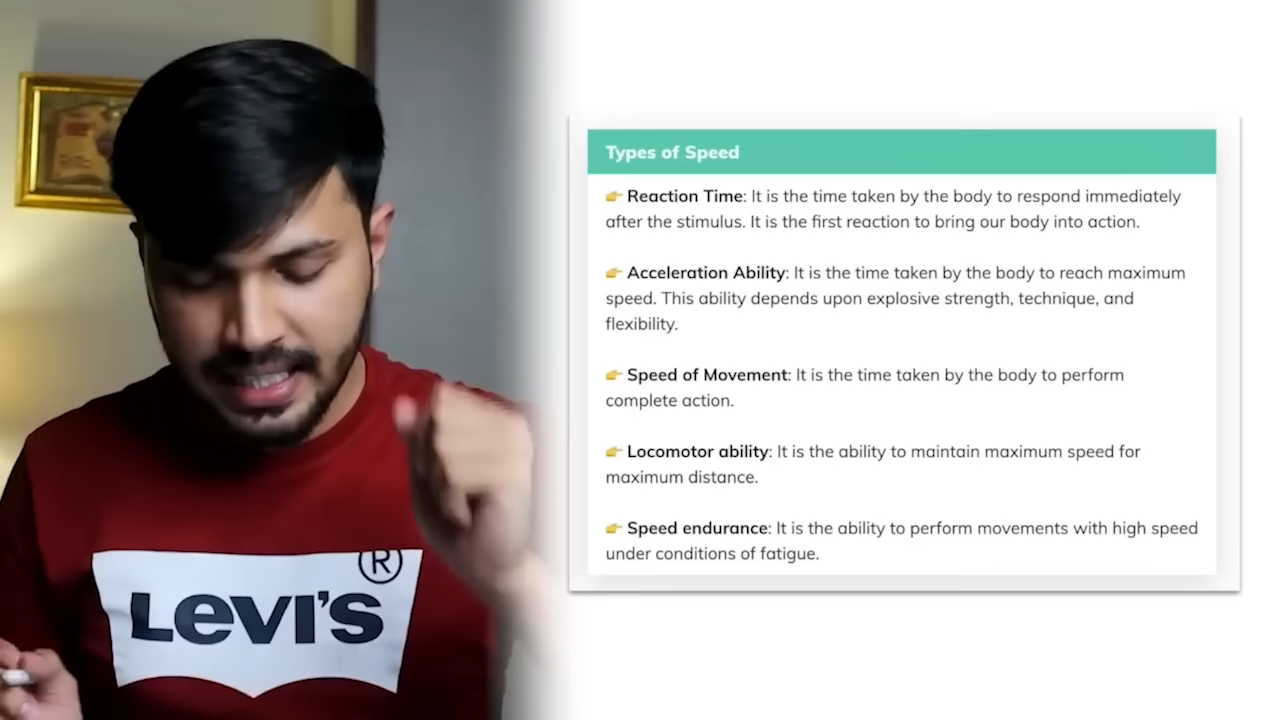 LEVI'S
®
Types of Speed
👉 Reaction Time: It is the time taken by the body to respond immediately
after the stimulus. It is the first reaction to bring our body into action.
👉 Acceleration Ability: It is the time taken by the body to reach maximum
speed. This ability depends upon explosive strength, technique, and
flexibility.
👉 Speed of Movement: It is the time taken by the body to perform
complete action.
👉 Locomotor ability: It is the ability to maintain maximum speed for
maximum distance.
👉 Speed endurance: It is the ability to perform movements with high speed
under conditions of fatigue.